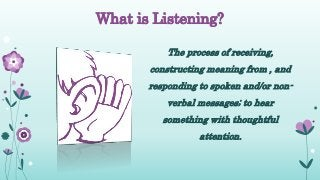 What is Listening?
The process of receiving,
constructing meaning from , and
responding to spoken and/or non-
verbal messages; to hear
something with thoughtful
attention.